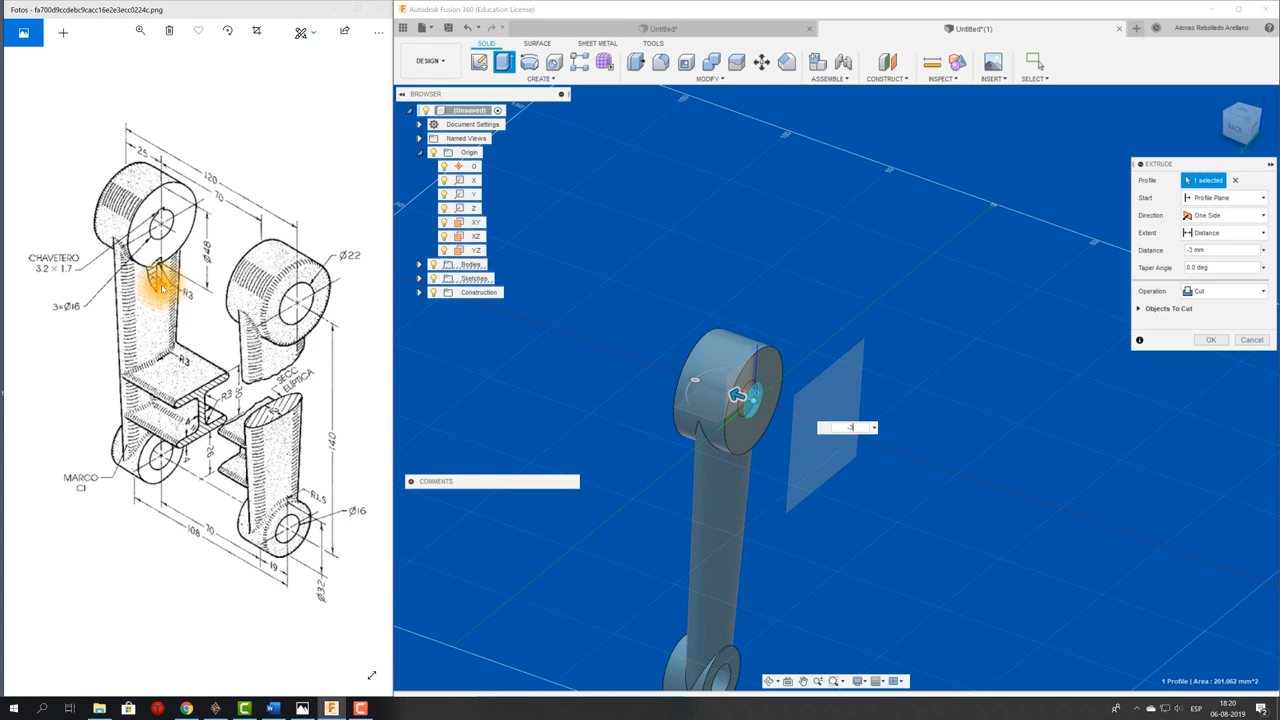 Fotos - fa700d9ccdebc9cacc16e2e3ecc0224c.png
Autodesk Fusion 360 (Education License)
Untitled*
Untitled*(1)
Alonso Rebolledo Arellano
SOLID
SURFACE
SHEET METAL
TOOLS
DESIGN
CREATE
MODIFY
ASSEMBLE
CONSTRUCT
INSPECT
INSERT
SELECT
BROWSER
(Unsaved)
Document Settings
Named Views
Origin
O
X
Y
Z
XY
XZ
YZ
Bodies
Sketches
Construction
EXTRUDE
Profile 1 selected
Start Profile Plane
Direction One Side
Extent Distance
Distance -3 mm
Taper Angle 0.0 deg
Operation Cut
Objects To Cut
OK Cancel
-3
COMMENTS
25
120
70
48
Ø22
CHAVETERO
3.2 × 1.7
3×Ø16
R3
R3
R3
SECC
ELÍPTICA
140
MARCO
CI
R1.5
Ø16
70
108
19
Ø32
1 Profile | Area : 201.062 mm^2
ESP
18:20
06-08-2019